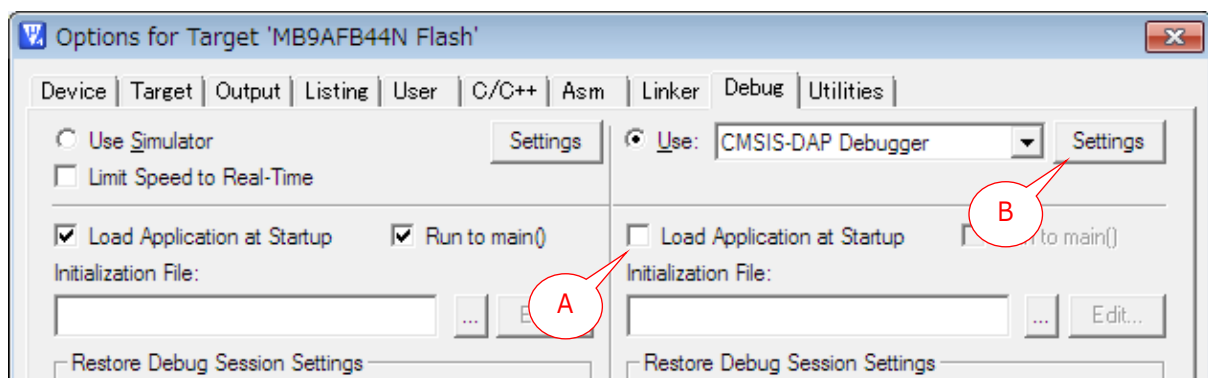 Options for Target 'MB9AFB44N Flash'
Device Target Output Listing User C/C++ Asm Linker Debug Utilities
Use Simulator Settings Use: CMSIS-DAP Debugger Settings
Limit Speed to Real-Time
B
Load Application at Startup Run to main() Load Application at Startup to main()
Initialization File: Initialization File:
A
... ... Edit...
Restore Debug Session Settings Restore Debug Session Settings